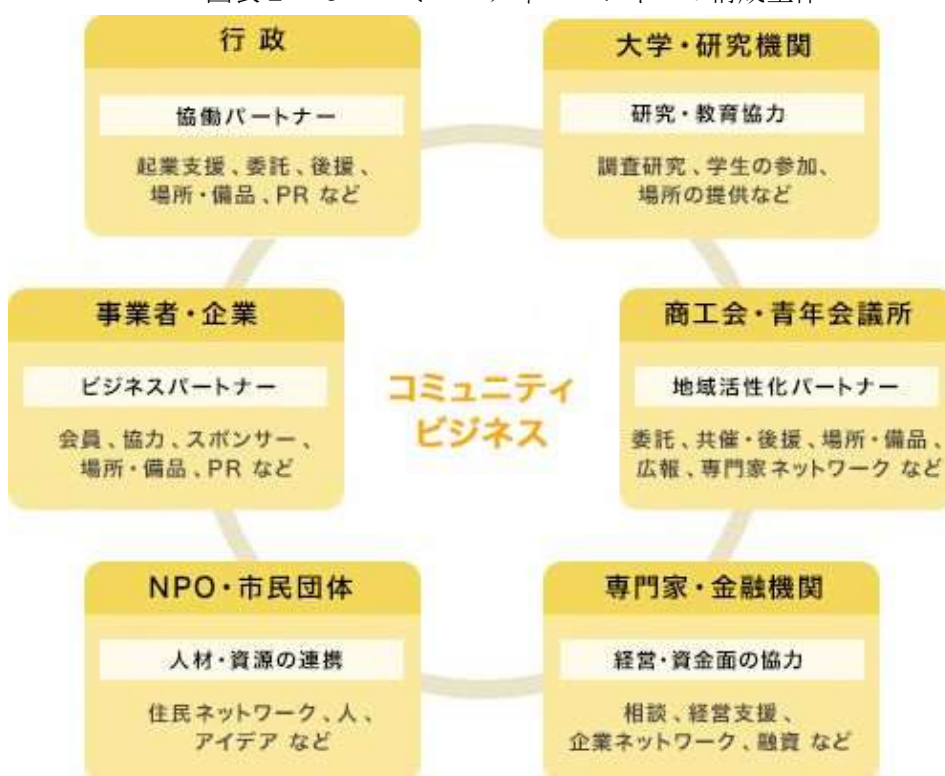 行政
協働パートナー
起業支援、委託、後援、
場所・備品、PR など
大学・研究機関
研究・教育協力
調査研究、学生の参加、
場所の提供など
事業者・企業
ビジネスパートナー
会員、協力、スポンサー、
場所・備品、PR など
コミュニティ
ビジネス
商工会・青年会議所
地域活性化パートナー
委託、共催・後援、場所・備品、
広報、専門家ネットワーク など
NPO・市民団体
人材・資源の連携
住民ネットワーク、人、
アイデア など
専門家・金融機関
経営・資金面の協力
相談、経営支援、
企業ネットワーク、融資 など